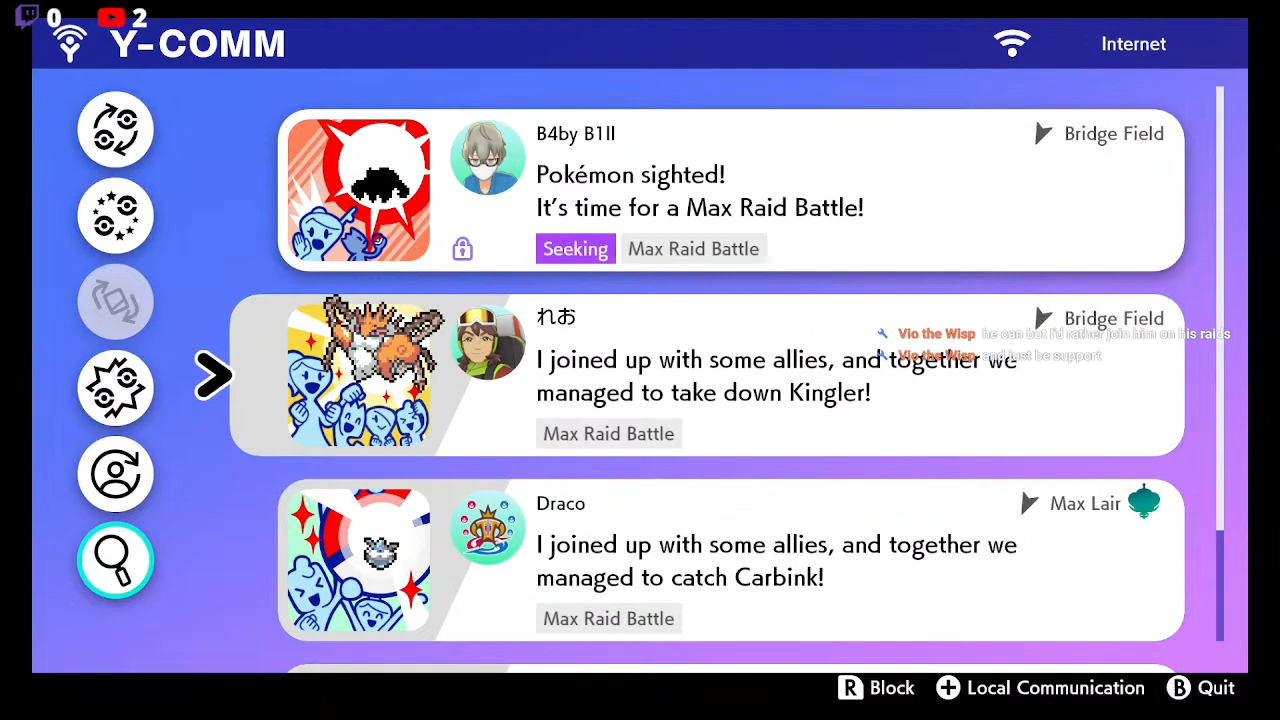 0 2
Y-COMM
Internet
B4by B1ll
Bridge Field
Pokémon sighted!
It's time for a Max Raid Battle!
Seeking Max Raid Battle
れお
Bridge Field
Vio the Wisp he can but I'd rather join him on his raids
Vio the Wisp and just be support
I joined up with some allies, and together we
managed to take down Kingler!
Max Raid Battle
Draco
Max Lair
I joined up with some allies, and together we
managed to catch Carbink!
Max Raid Battle
R Block + Local Communication B Quit